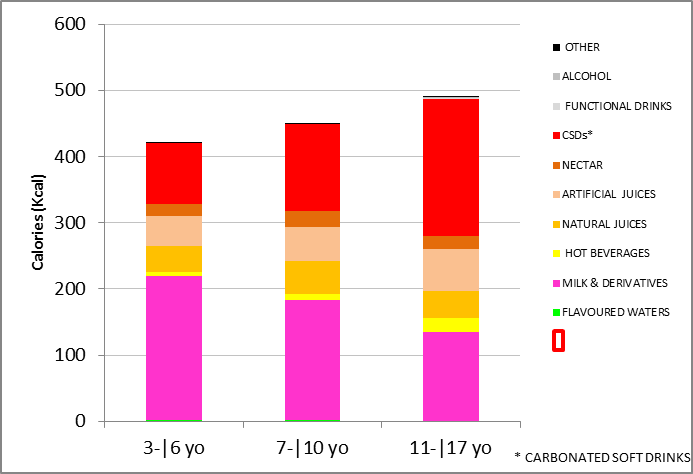 600
500
400
300
200
100
0
Calories (Kcal)
3-|6 yo
7-|10 yo
11-|17 yo
OTHER
ALCOHOL
FUNCTIONAL DRINKS
CSDs*
NECTAR
ARTIFICIAL JUICES
NATURAL JUICES
HOT BEVERAGES
MILK & DERIVATIVES
FLAVOURED WATERS
* CARBONATED SOFT DRINKS